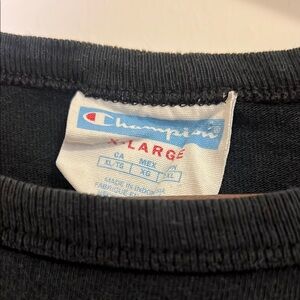 Champion®
X-LARGE
CA MEX
XL/TG XG XL
MADE IN INDONESIA